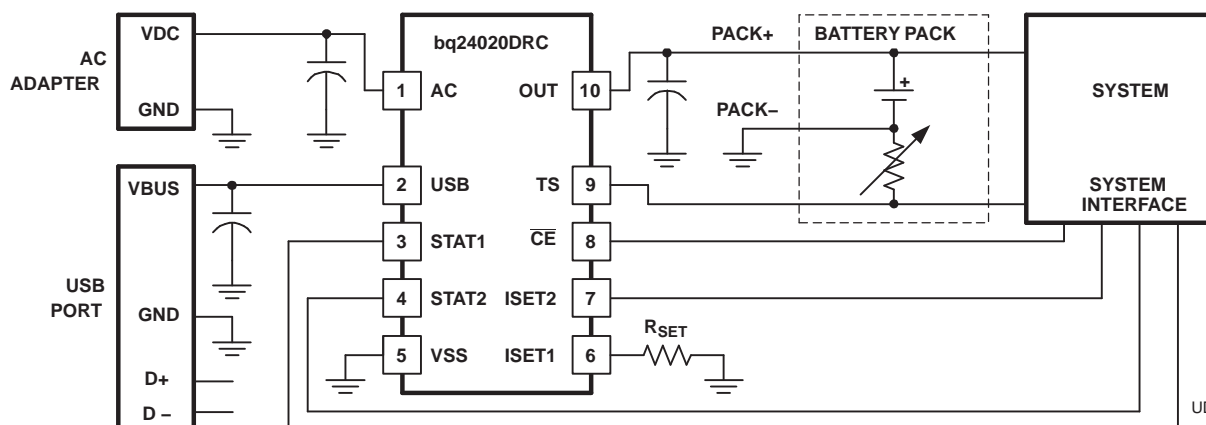 AC
ADAPTER
VDC
GND
USB
PORT
VBUS
GND
D+
D –
bq24020DRC
1 AC
2 USB
3 STAT1
4 STAT2
5 VSS
OUT 10
TS 9
CE 8
ISET2 7
ISET1 6
RSET
PACK+
PACK–
BATTERY PACK
+
SYSTEM
SYSTEM
INTERFACE